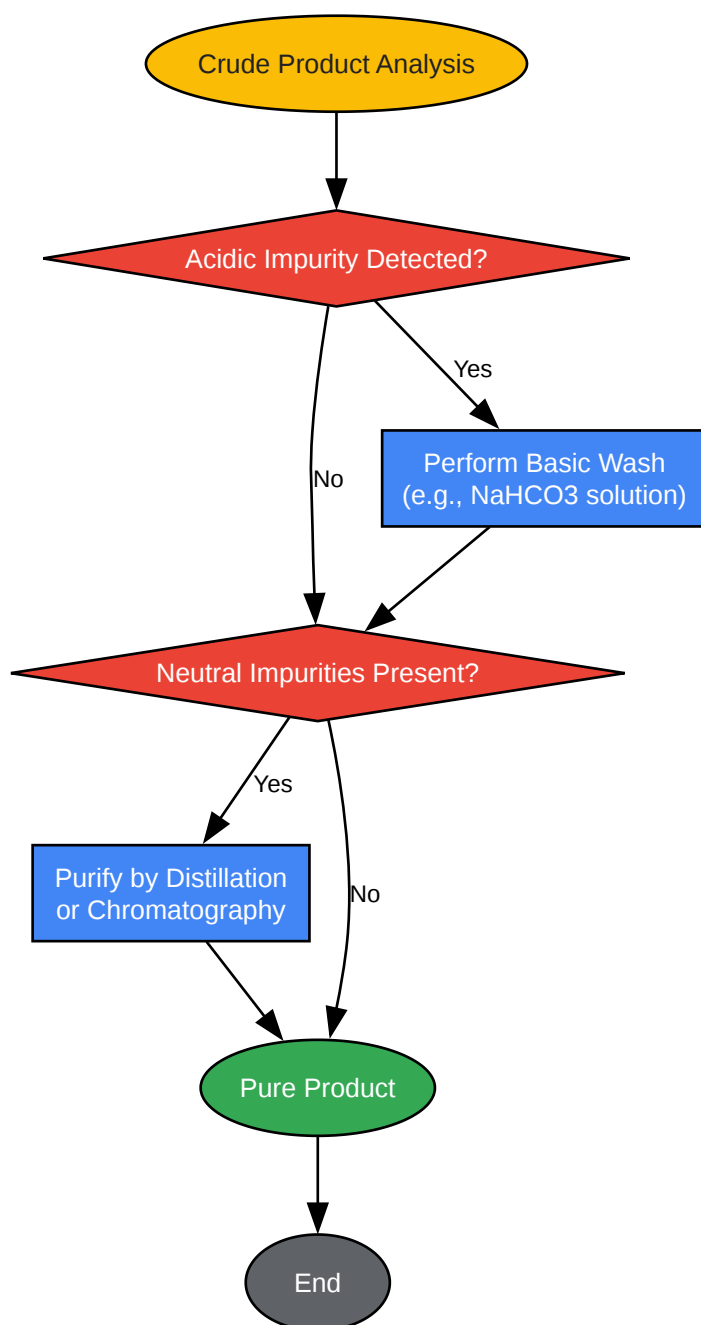 Crude Product Analysis
Acidic Impurity Detected?
Yes
Perform Basic Wash
(e.g., NaHCO3 solution)
No
Neutral Impurities Present?
Yes
Purify by Distillation
or Chromatography
No
Pure Product
End